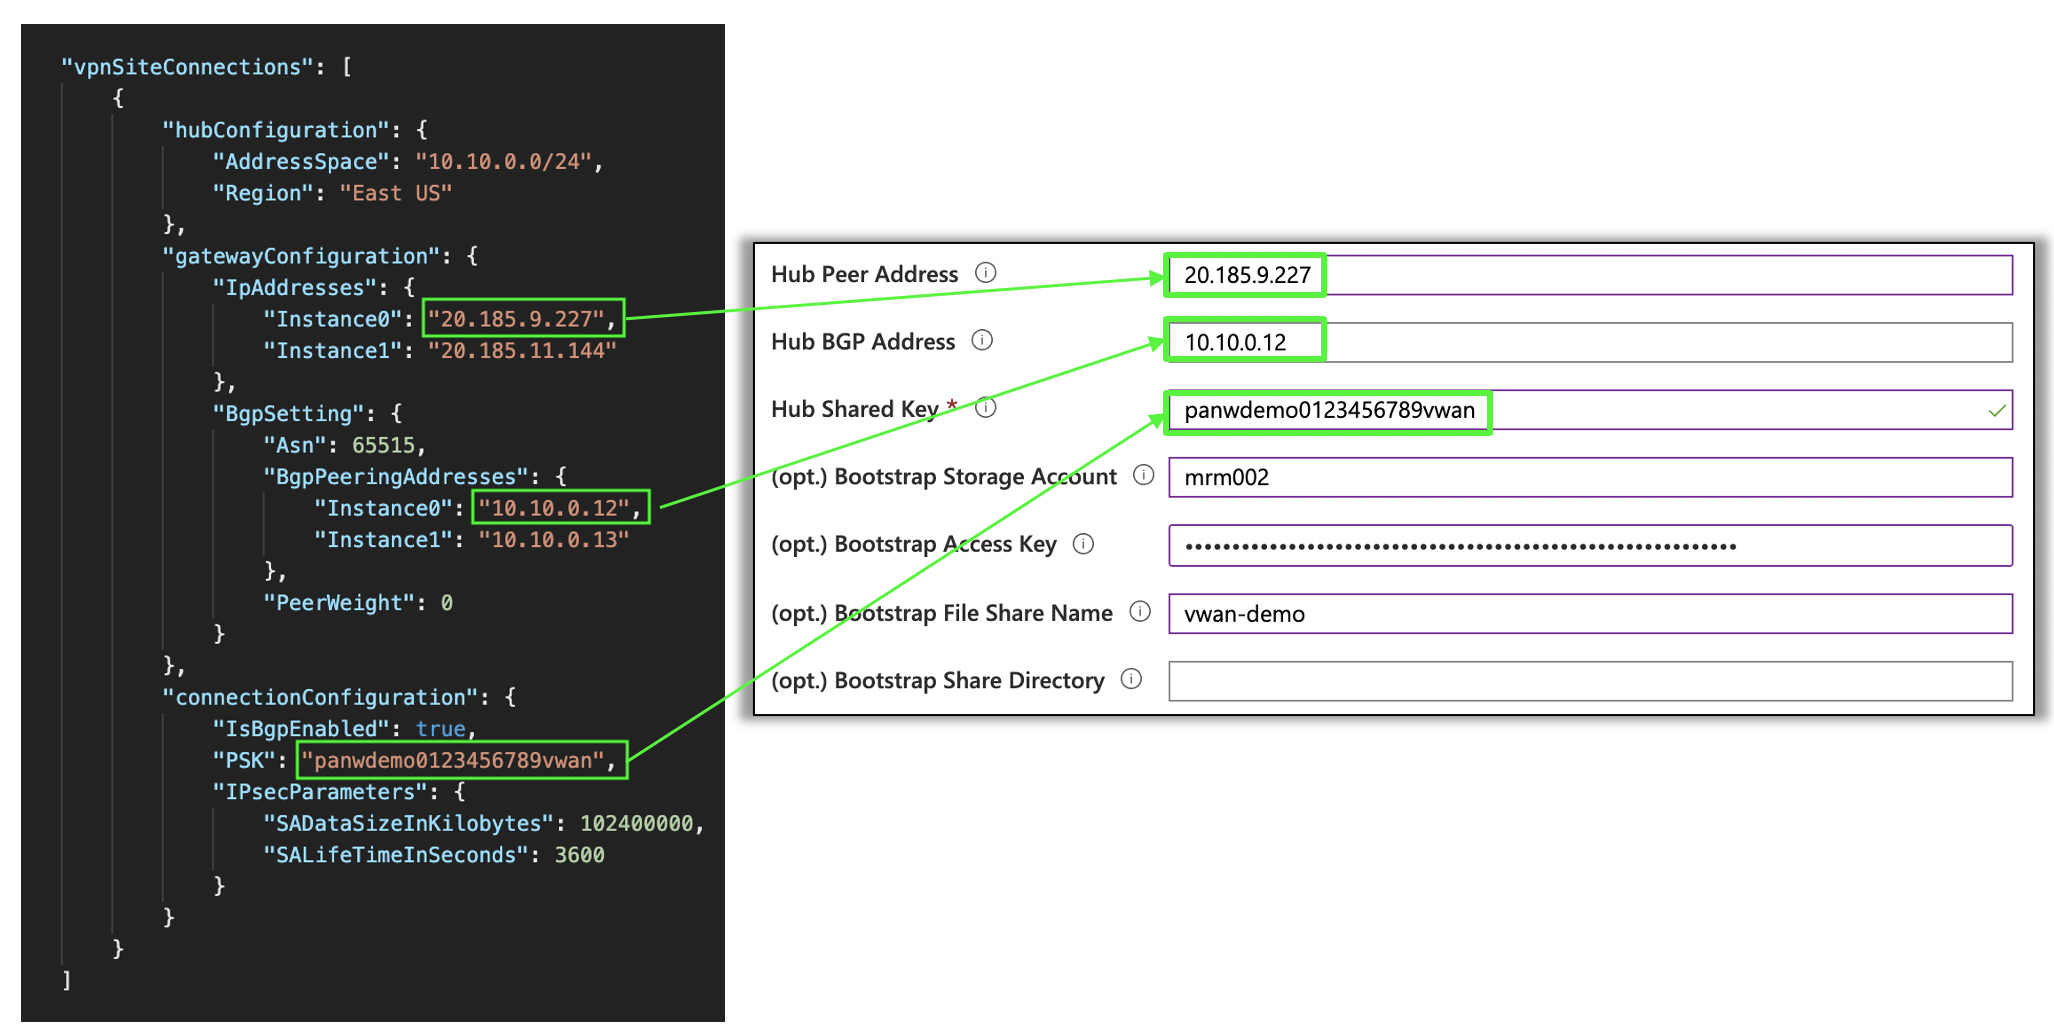 "vpnSiteConnections": [
{
"hubConfiguration": {
"AddressSpace": "10.10.0.0/24",
"Region": "East US"
},
"gatewayConfiguration": {
"IpAddresses": {
"Instance0": "20.185.9.227",
"Instance1": "20.185.11.144"
},
"BgpSetting": {
"Asn": 65515,
"BgpPeeringAddresses": {
"Instance0": "10.10.0.12",
"Instance1": "10.10.0.13"
},
"PeerWeight": 0
}
},
"connectionConfiguration": {
"IsBgpEnabled": true,
"PSK": "panwdemo0123456789vwan",
"IPsecParameters": {
"SADataSizeInKilobytes": 102400000,
"SALifeTimeInSeconds": 3600
}
}
}
]
Hub Peer Address 20.185.9.227
Hub BGP Address 10.10.0.12
Hub Shared Key * panwdemo0123456789vwan
(opt.) Bootstrap Storage Account mrm002
(opt.) Bootstrap Access Key
(opt.) Bootstrap File Share Name vwan-demo
(opt.) Bootstrap Share Directory